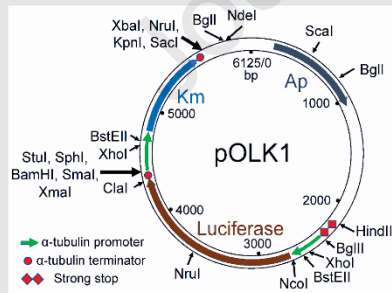 XbaI, NruI,
KpnI, SacI
BglI
NdeI
ScaI
BglI
6125/0
bp
Ap
Km
1000
5000
BstEII
XhoI
pOLK1
StuI, SphI,
BamHI, SmaI,
XmaI
ClaI
2000
HindIII
BglII
XhoI
BstEII
NcoI
4000
Luciferase
3000
NruI
α-tubulin promoter
α-tubulin terminator
Strong stop